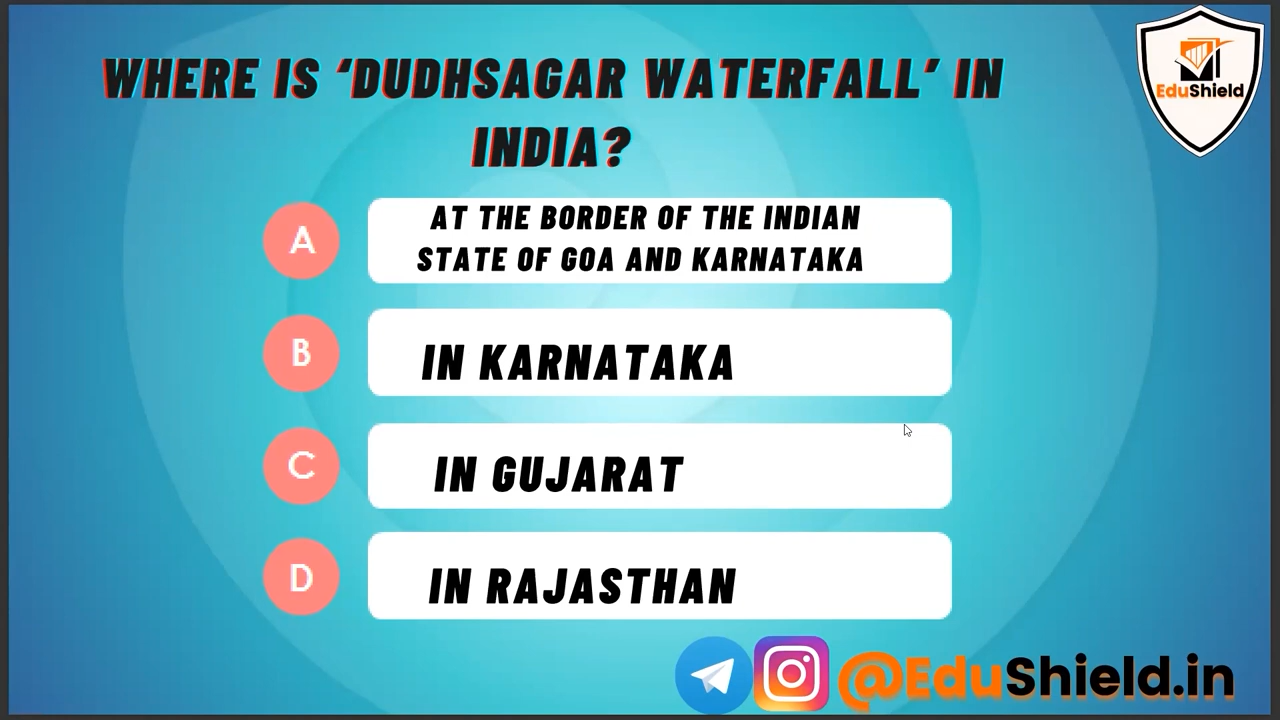 WHERE IS ‘DUDHSAGAR WATERFALL’ IN
INDIA?
EduShield
A
AT THE BORDER OF THE INDIAN
STATE OF GOA AND KARNATAKA
B
IN KARNATAKA
C
IN GUJARAT
D
IN RAJASTHAN
@EduShield.in